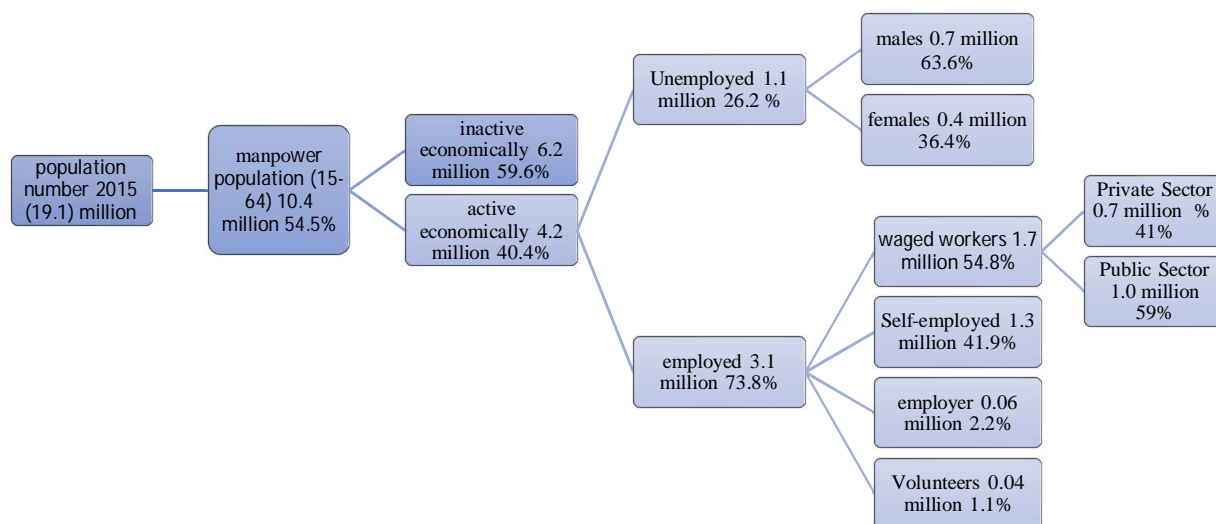 population
number 2015
(19.1) million
manpower
population (15-
64) 10.4
million 54.5%
inactive
economically 6.2
million 59.6%
active
economically 4.2
million 40.4%
Unemployed 1.1
million 26.2 %
males 0.7 million
63.6%
females 0.4 million
36.4%
employed 3.1
million 73.8%
waged workers 1.7
million 54.8%
Private Sector
0.7 million  %
41%
Public Sector
1.0 million
59%
Self-employed 1.3
million 41.9%
employer 0.06
million 2.2%
Volunteers 0.04
million 1.1%